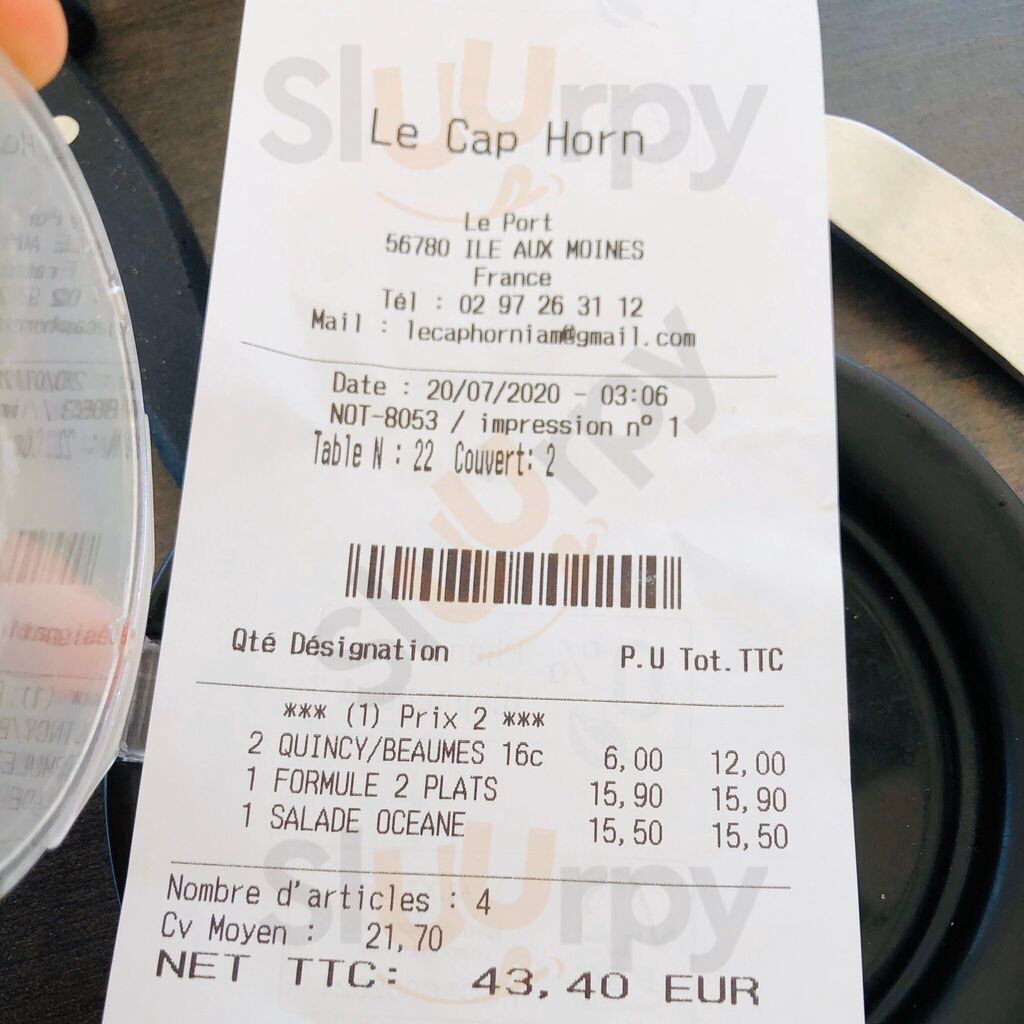 Sluurpy
Le Cap Horn
Le Port
56780 ILE AUX MOINES
France
Tél : 02 97 26 31 12
Mail : lecaphorniam@gmail.com
Date : 20/07/2020 - 03:06
NOT-8053 / impression n° 1
Table N : 22 Couvert: 2
Sluurpy
Qté Désignation P.U Tot.TTC
*** (1) Prix 2 ***
2 QUINCY/BEAUMES 16c 6,00 12,00
1 FORMULE 2 PLATS 15,90 15,90
1 SALADE OCEANE 15,50 15,50
Sluurpy
Nombre d'articles : 4
Cv Moyen : 21,70
NET TTC: 43,40 EUR